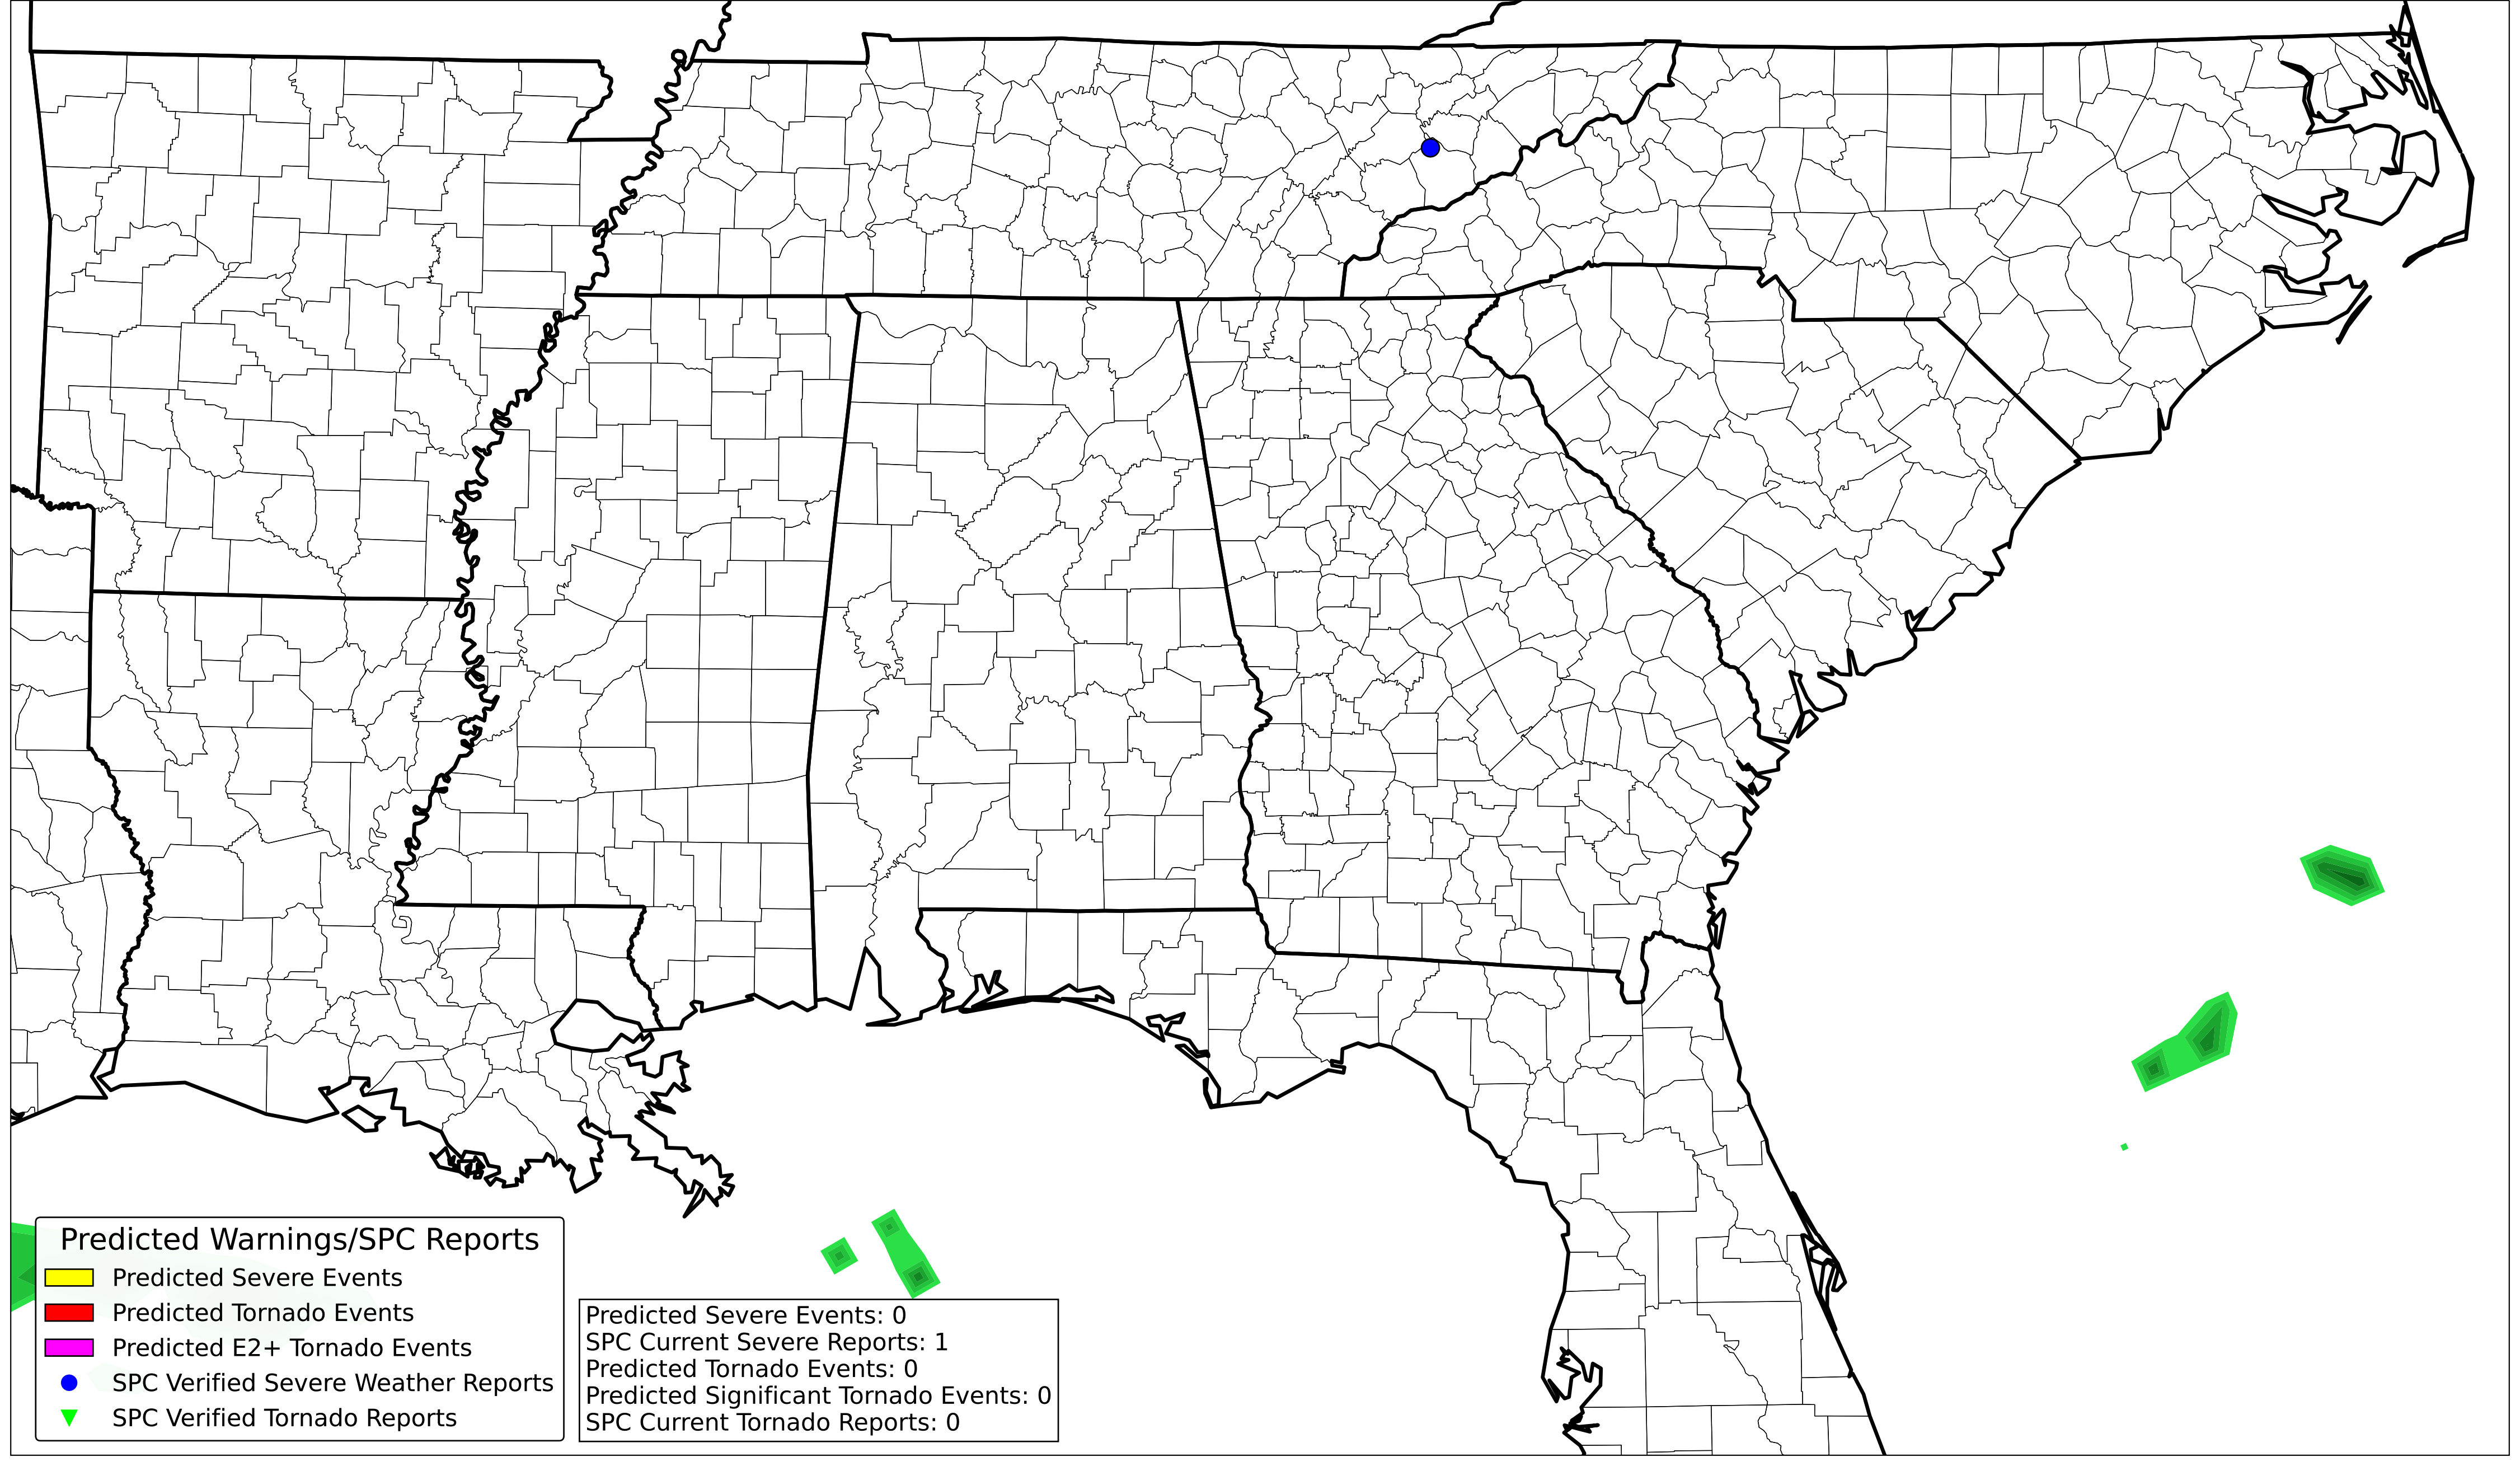 Predicted Warnings/SPC Reports
Predicted Severe Events
Predicted Tornado Events
Predicted E2+ Tornado Events
SPC Verified Severe Weather Reports
SPC Verified Tornado Reports
Predicted Severe Events: 0
SPC Current Severe Reports: 1
Predicted Tornado Events: 0
Predicted Significant Tornado Events: 0
SPC Current Tornado Reports: 0